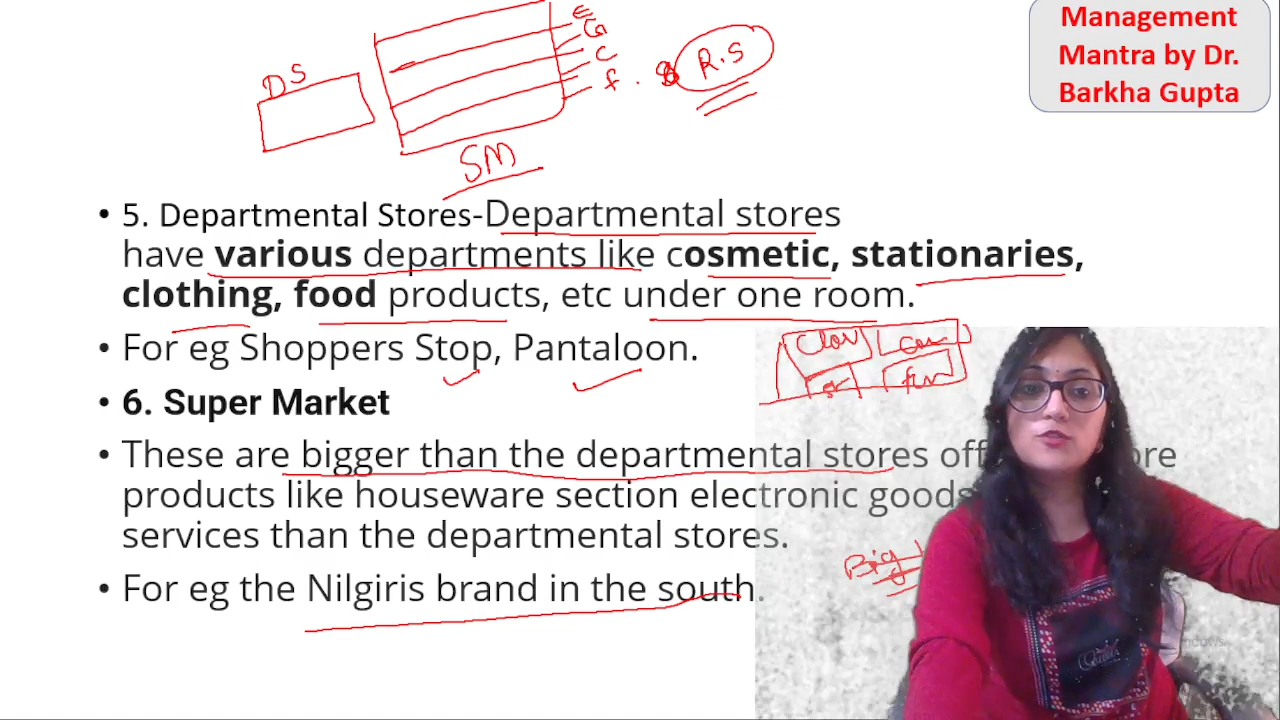 Management
Mantra by Dr.
Barkha Gupta
E
G
C
f
R.S
DS
SM
• 5. Departmental Stores-Departmental stores
have various departments like cosmetic, stationaries,
clothing, food products, etc under one room.
• For eg Shoppers Stop, Pantaloon.
• 6. Super Market
• These are bigger than the departmental stores
products like houseware section electronic goods
services than the departmental stores.
Big
• For eg the Nilgiris brand in the south.